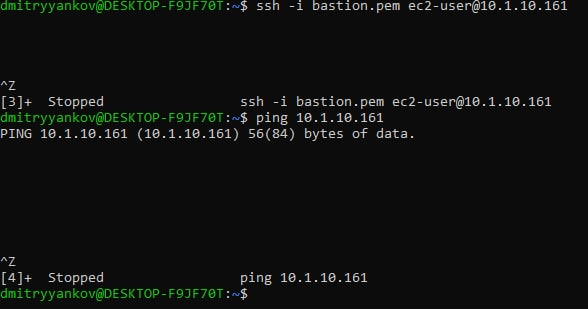 dmitryyankov@DESKTOP-F9JF70T:~$ ssh -i bastion.pem ec2-user@10.1.10.161
^Z
[3]+  Stopped                 ssh -i bastion.pem ec2-user@10.1.10.161
dmitryyankov@DESKTOP-F9JF70T:~$ ping 10.1.10.161
PING 10.1.10.161 (10.1.10.161) 56(84) bytes of data.
^Z
[4]+  Stopped                 ping 10.1.10.161
dmitryyankov@DESKTOP-F9JF70T:~$